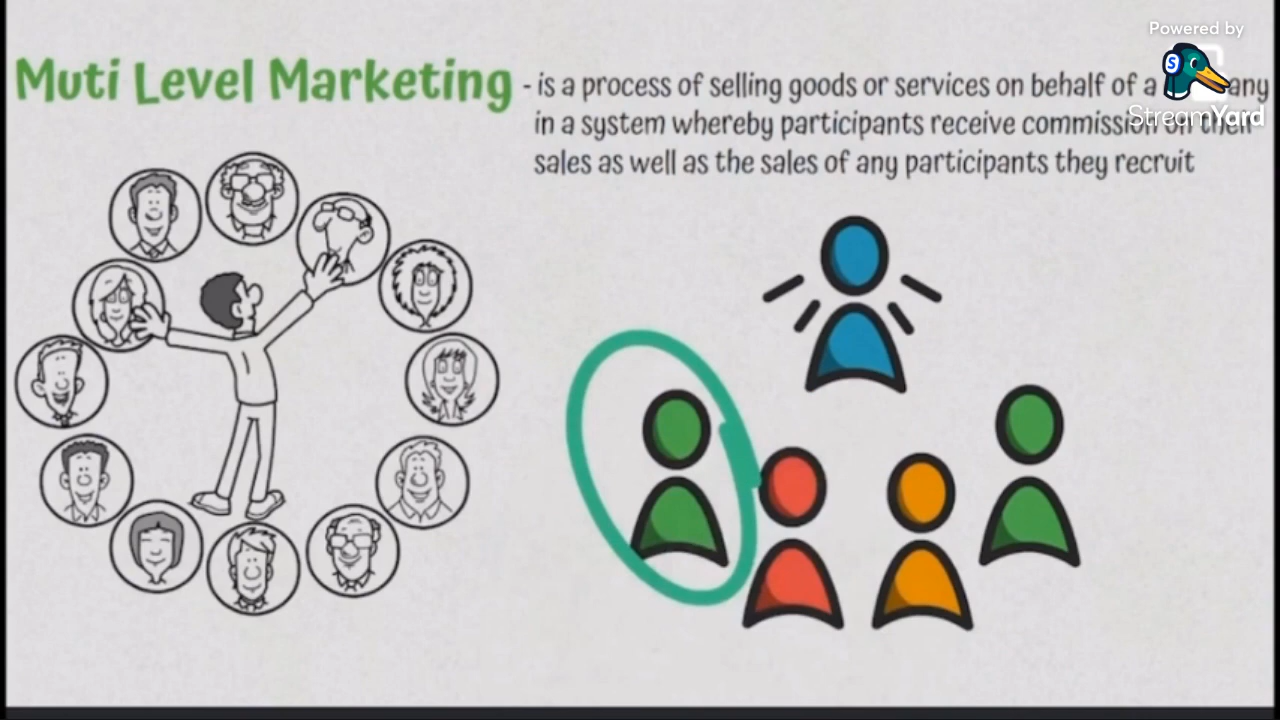 Powered by
StreamYard
Muti Level Marketing - is a process of selling goods or services on behalf of a
in a system whereby participants receive commission on their
sales as well as the sales of any participants they recruit